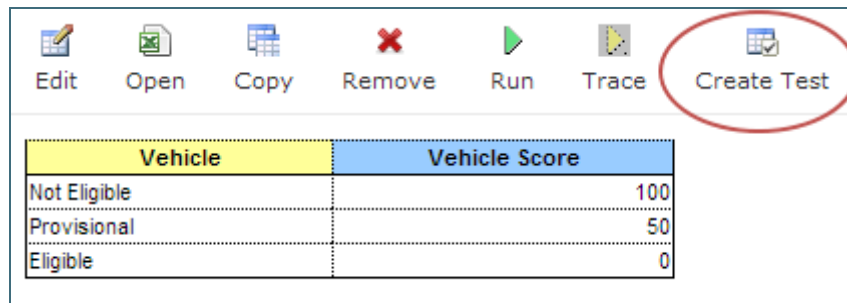 Edit Open Copy Remove Run Trace Create Test
Vehicle Vehicle Score
Not Eligible 100
Provisional 50
Eligible 0